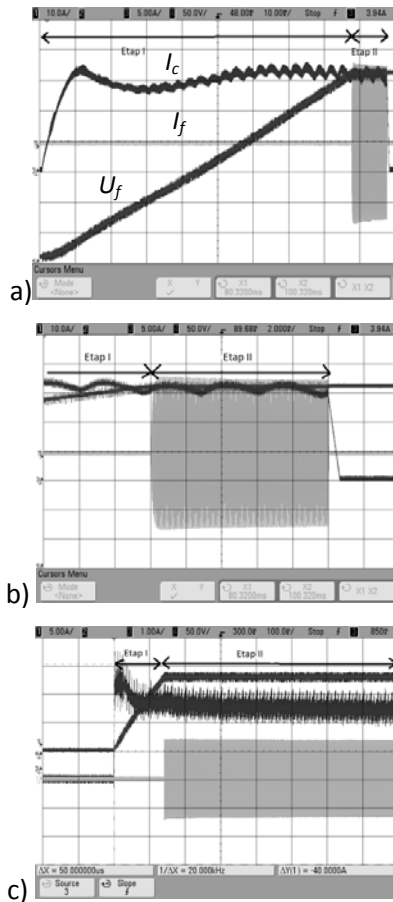 10.0A/ 5.00A/ 50.0V/ 48.00▼ 10.00▼/ Stop 3.94A
Etap I
Etap II
I_c
I_f
U_f
Cursors Menu
Mode
<None>
X Y
✓
X1
80.3200ms
X2
100.320ms
X1 X2
a)
10.0A/ 5.00A/ 50.0V/ 89.68▼ 2.000▼/ Stop 3.94A
Etap I
Etap II
Cursors Menu
Mode
<None>
X Y
✓
X1
80.3200ms
X2
100.320ms
X1 X2
b)
5.00A/ 1.00A/ 50.0V/ 300.0▼ 100.0▼/ Stop 850▼
Etap I
Etap II
ΔX = 50.000000us 1/ΔX = 20.000kHz ΔY(1) = -40.0000A
Source
3
Slope
c)